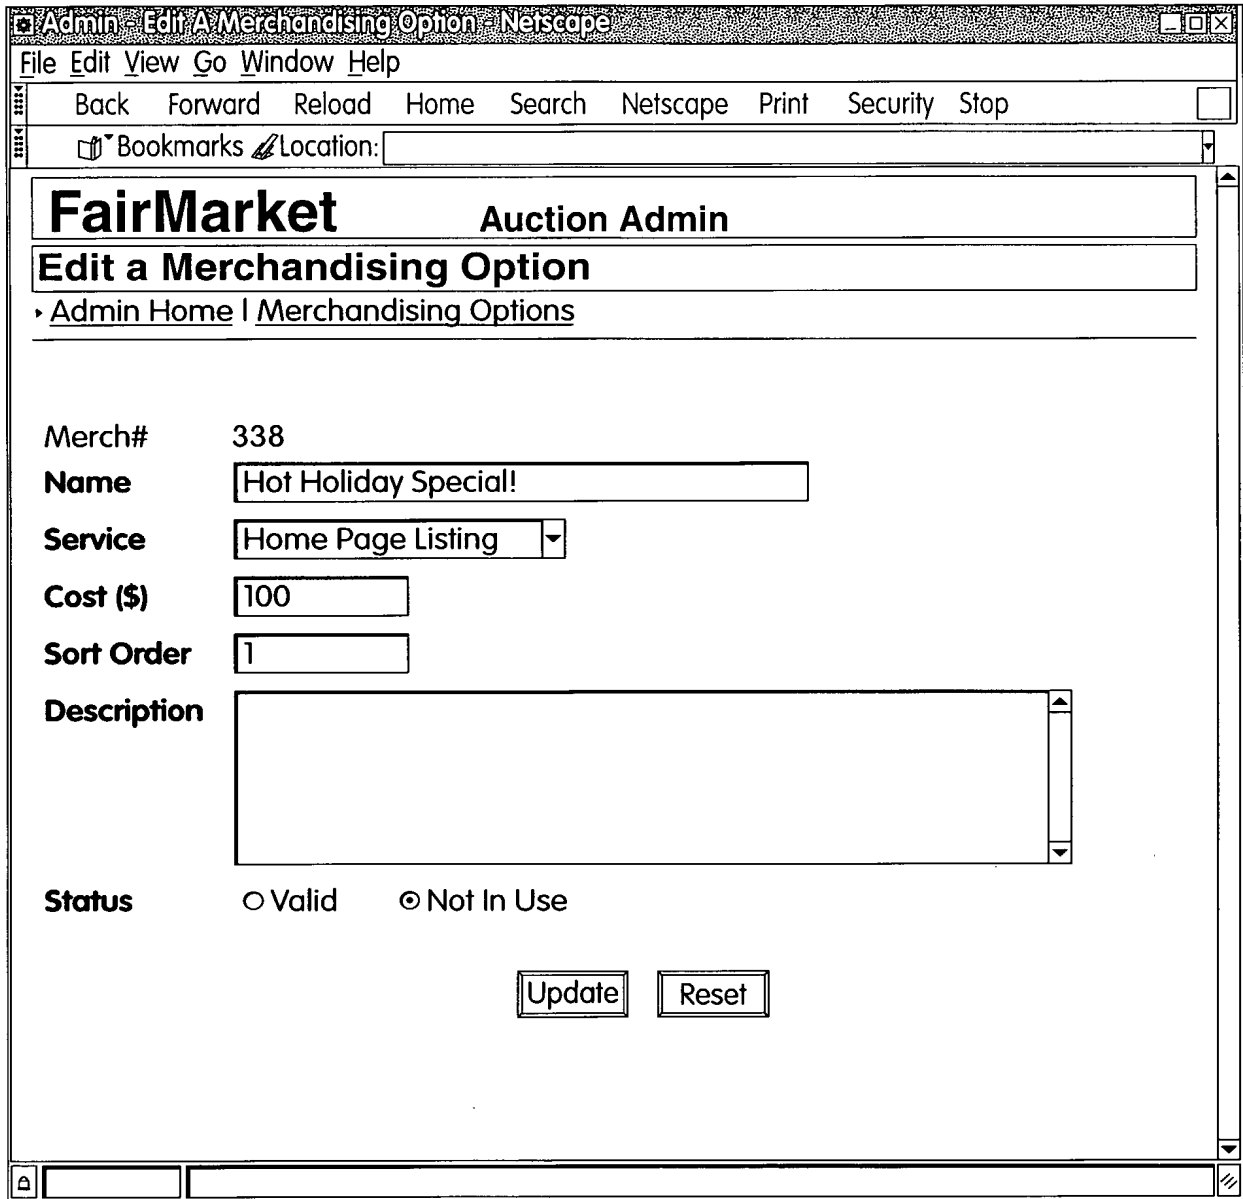 Admin - Edit A Merchandising Option - Netscape
File Edit View Go Window Help
Back Forward Reload Home Search Netscape Print Security Stop
Bookmarks Location:
FairMarket Auction Admin
Edit a Merchandising Option
Admin Home | Merchandising Options
Merch# 338
Name Hot Holiday Special!
Service Home Page Listing
Cost ($) 100
Sort Order 1
Description
Status Valid Not In Use
Update Reset